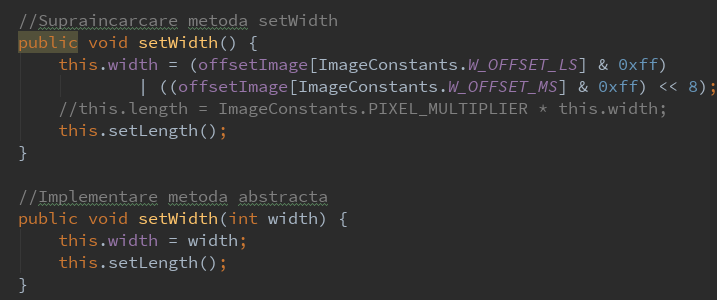 //Supraincarcare metoda setWidth
public void setWidth() {
    this.width = (offsetImage[ImageConstants.W_OFFSET_LS] & 0xff)
            | ((offsetImage[ImageConstants.W_OFFSET_MS] & 0xff) << 8);
    //this.length = ImageConstants.PIXEL_MULTIPLIER * this.width;
    this.setLength();
}
//Implementare metoda abstracta
public void setWidth(int width) {
    this.width = width;
    this.setLength();
}